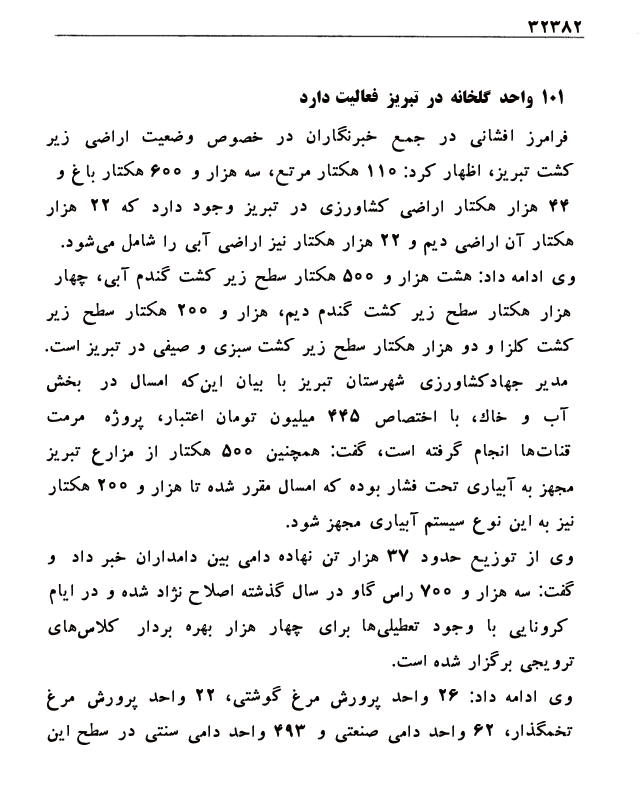 ۳۲۳۸۲
۱۰۱ واحد گلخانه در تبریز فعالیت دارد
فرامرز افشانی در جمع خبرنگاران در خصوص وضعیت اراضی زیر
کشت تبریز، اظهار کرد: ۱۱۰ هکتار مرتع، سه هزار و ۶۰۰ هکتار باغ و
۴۴ هزار هکتار اراضی کشاورزی در تبریز وجود دارد که ۲۲ هزار
هکتار آن اراضی دیم و ۲۲ هزار هکتار نیز اراضی آبی را شامل می‌شود.
وی ادامه داد: هشت هزار و ۵۰۰ هکتار سطح زیر کشت گندم آبی، چهار
هزار هکتار سطح زیر کشت گندم دیم، هزار و ۲۰۰ هکتار سطح زیر
کشت کلزا و دو هزار هکتار سطح زیر کشت سبزی و صیفی در تبریز است.
مدیر جهادکشاورزی شهرستان تبریز با بیان این‌که امسال در بخش
آب و خاک، با اختصاص ۴۴۵ میلیون تومان اعتبار، پروژه مرمت
قنات‌ها انجام گرفته است، گفت: همچنین ۵۰۰ هکتار از مزارع تبریز
مجهز به آبیاری تحت فشار بوده که امسال مقرر شده تا هزار و ۲۰۰ هکتار
نیز به این نوع سیستم آبیاری مجهز شود.
وی از توزیع حدود ۳۷ هزار تن نهاده دامی بین دامداران خبر داد و
گفت: سه هزار و ۷۰۰ راس گاو در سال گذشته اصلاح نژاد شده و در ایام
کرونایی با وجود تعطیلی‌ها برای چهار هزار بهره بردار کلاس‌های
ترویجی برگزار شده است.
وی ادامه داد: ۲۶ واحد پرورش مرغ گوشتی، ۲۲ واحد پرورش مرغ
تخمگذار، ۶۲ واحد دامی صنعتی و ۴۹۳ واحد دامی سنتی در سطح این